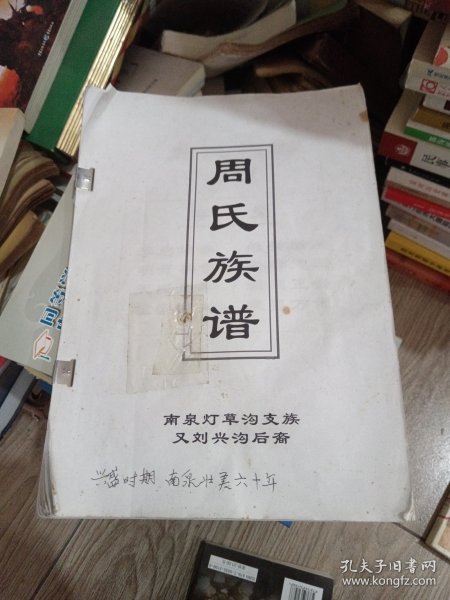 周氏族谱
南泉灯草沟支族
又刘兴沟后裔
兴盛时期 南泉壮美六十年
孔夫子旧书网
www.kongfz.com